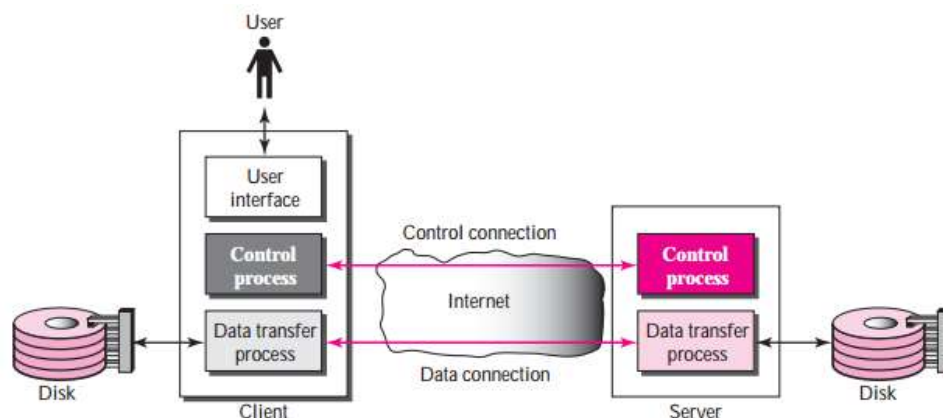 User
User
interface
Control connection
Control
process
Control
process
Internet
Data transfer
process
Data transfer
process
Data connection
Disk
Disk
Client
Server